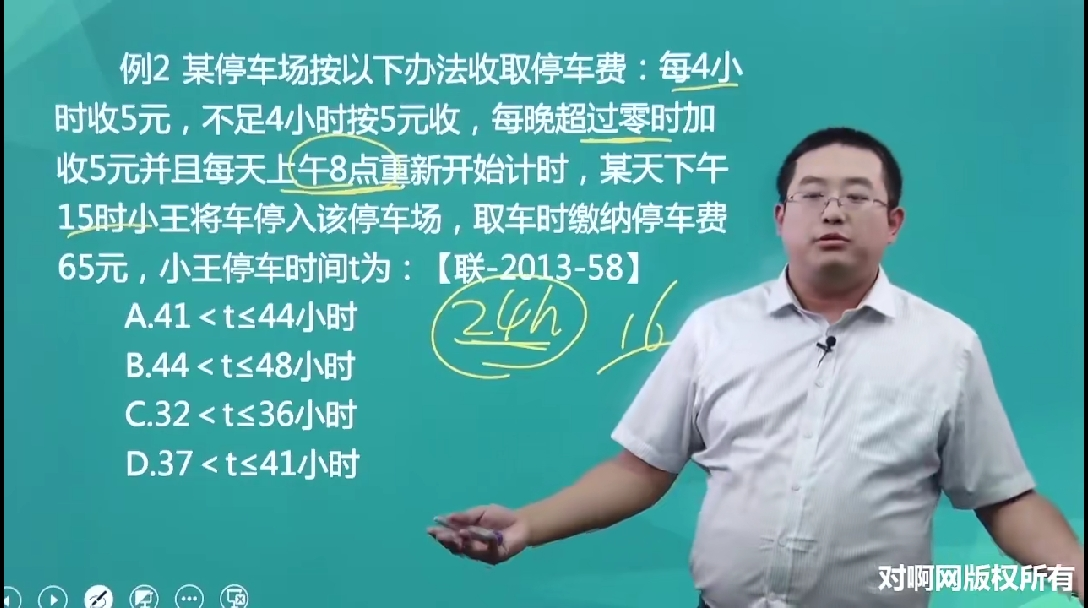 例2 某停车场按以下办法收取停车费：每4小
时收5元，不足4小时按5元收，每晚超过零时加
收5元并且每天上午8点重新开始计时，某天下午
15时小王将车停入该停车场，取车时缴纳停车费
65元，小王停车时间t为：【联-2013-58】
A.41＜t≤44小时
B.44＜t≤48小时
C.32＜t≤36小时
D.37＜t≤41小时
24h
16
对啊网版权所有